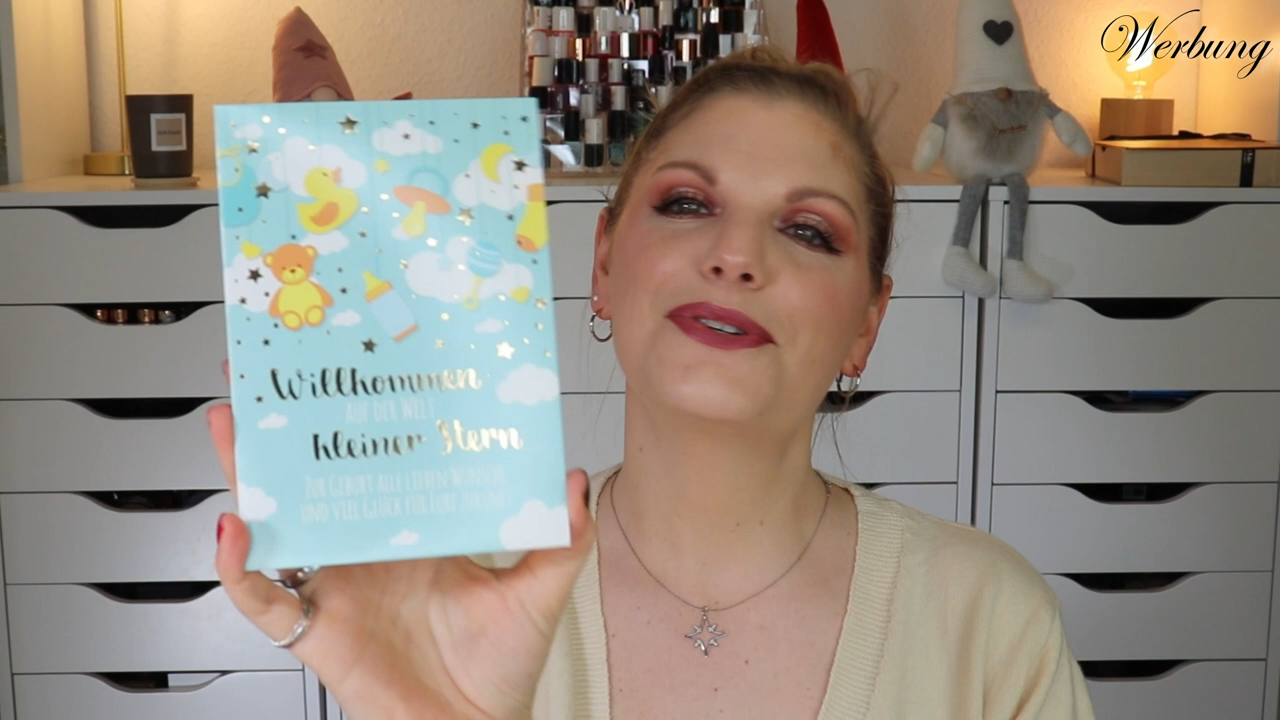 Werbung
Willkommen
AUF DER WELT
kleiner Stern
ZUR GEBURT ALLE LIEBEN WÜNSCHE
UND VIEL GLÜCK FÜR EURE ZUKUNFT